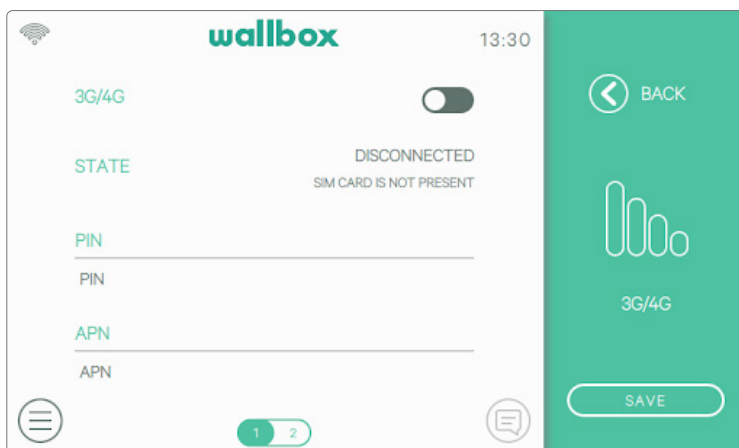 wallbox
13:30
3G/4G
STATE
DISCONNECTED
SIM CARD IS NOT PRESENT
PIN
PIN
APN
APN
1 2
BACK
3G/4G
SAVE